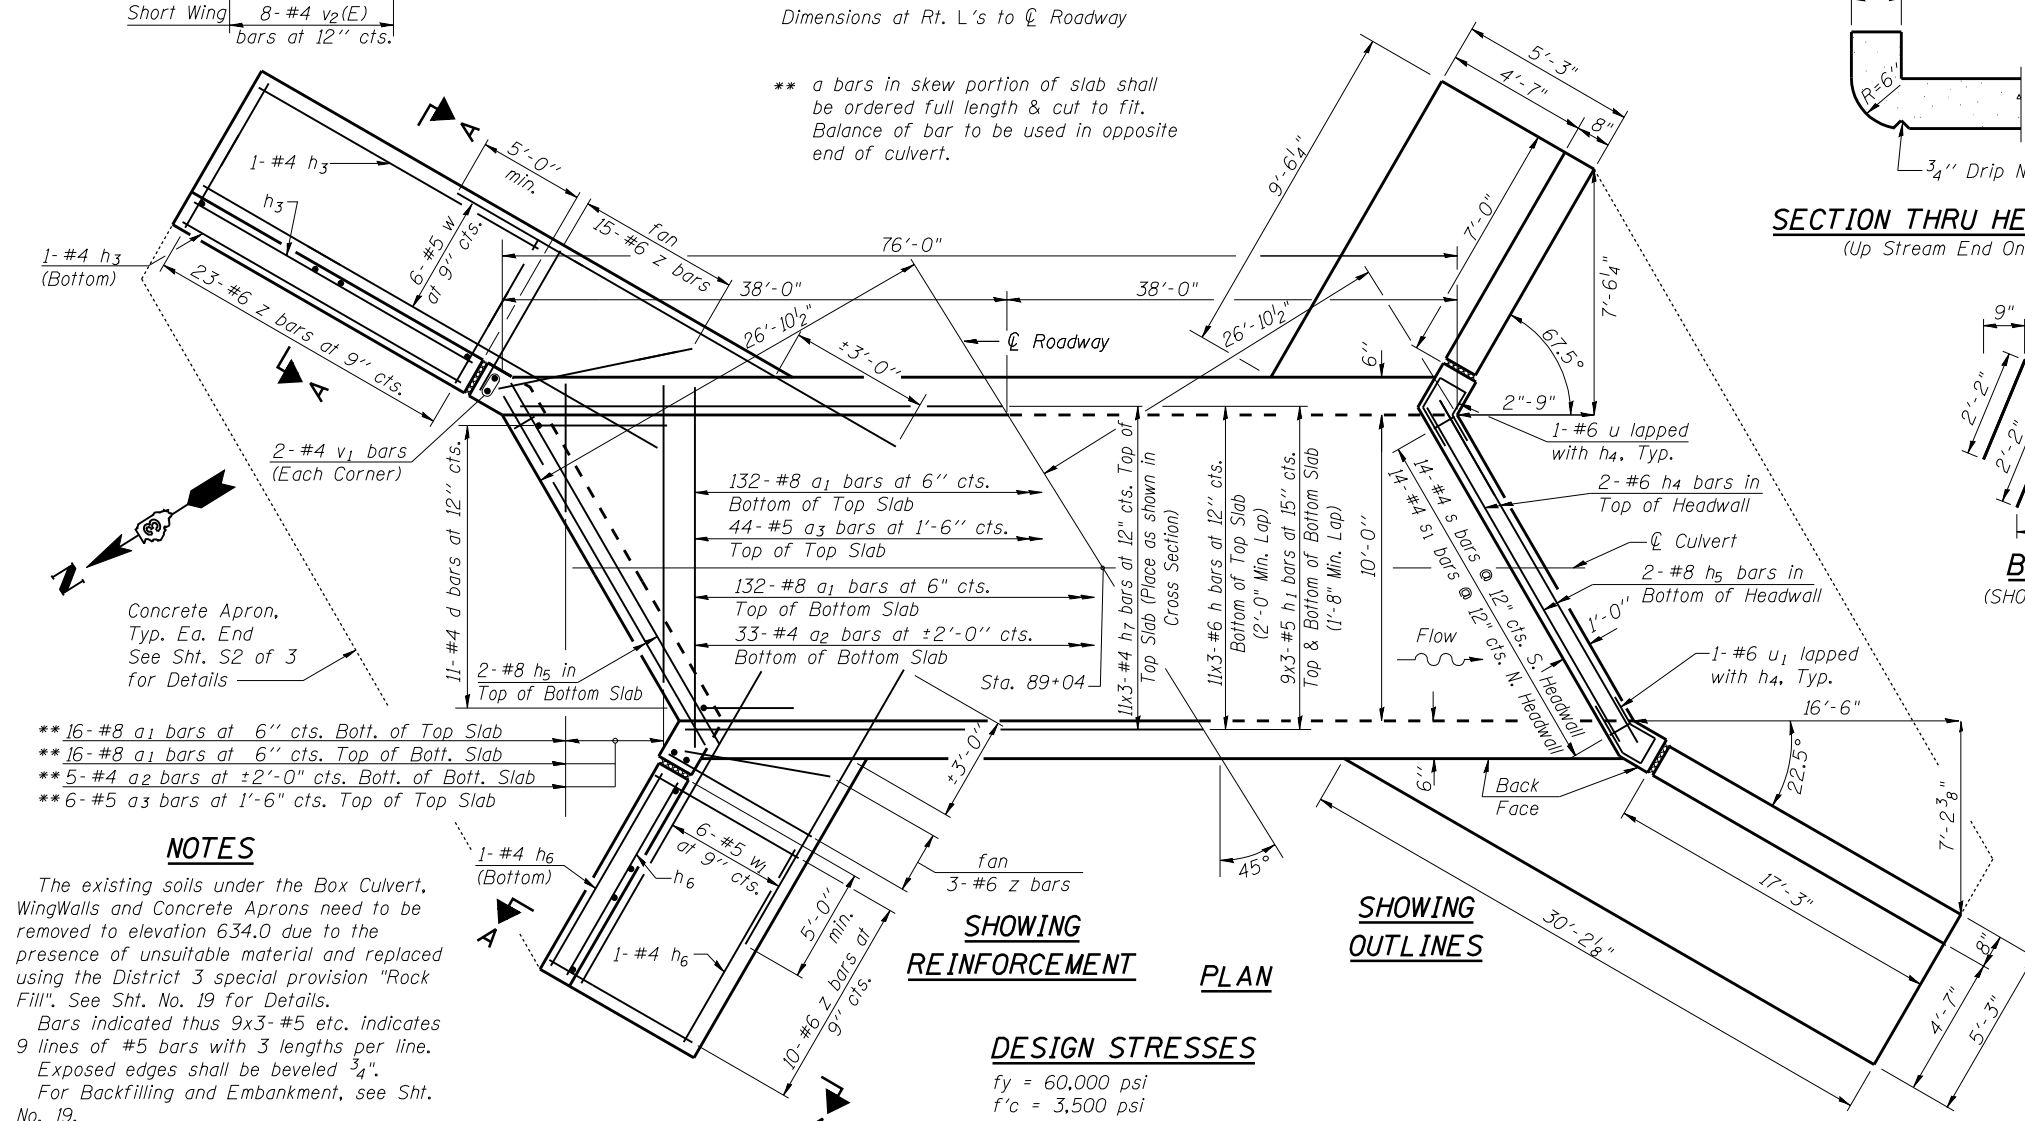 Short Wing
8-#4 v2(E)
bars at 12" cts.
Dimensions at Rt. L's to ℄ Roadway
** a bars in skew portion of slab shall
be ordered full length & cut to fit.
Balance of bar to be used in opposite
end of culvert.
A
5'-0"
min.
fan
15-#6 z bars
1-#4 h3
h3
6-#5 w
at 9" cts.
1-#4 h3
(Bottom)
23-#6 z bars at 9" cts.
A
76'-0"
38'-0"
38'-0"
26'-10½"
26'-10½"
±3'-0"
℄ Roadway
9'-6¼"
5'-3"
4'-7"
8"
7'-0"
7'-6¼"
67.5°
6"
2"-9"
R=6"
¾" Drip N
SECTION THRU HE
(Up Stream End On
9"
2'-2"
2'-2"
B
(SHO
2-#4 v1 bars
(Each Corner)
N
3
11-#4 d bars at 12" cts.
132-#8 a1 bars at 6" cts.
Bottom of Top Slab
44-#5 a3 bars at 1'-6" cts.
Top of Top Slab
132-#8 a1 bars at 6" cts.
Top of Bottom Slab
33-#4 a2 bars at ±2'-0" cts.
Bottom of Bottom Slab
2-#8 h5 in
Top of Bottom Slab
Sta. 89+04
11x3-#4 h7 bars at 12" cts. Top of
Top Slab (Place as shown in
Cross Section)
11x3-#6 h bars at 12" cts.
Bottom of Top Slab
(2'-0" Min. Lap)
9x3-#5 h1 bars at 15" cts.
Top & Bottom of Bottom Slab
(1'-8" Min. Lap)
10'-0"
14-#4 s bars @ 12" cts. S. Headwall
14-#4 s1 bars @ 12" cts. N. Headwall
1-#6 u lapped
with h4, Typ.
2-#6 h4 bars in
Top of Headwall
℄ Culvert
2-#8 h5 bars in
Bottom of Headwall
1'-0"
Flow
1-#6 u1 lapped
with h4, Typ.
16'-6"
22.5°
7'-2⅜"
Back
Face
6"
45°
17'-3"
30'-2⅛"
8"
4'-7"
5'-3"
Concrete Apron,
Typ. Ea. End
See Sht. S2 of 3
for Details
** 16-#8 a1 bars at 6" cts. Bott. of Top Slab
** 16-#8 a1 bars at 6" cts. Top of Bott. Slab
** 5-#4 a2 bars at ±2'-0" cts. Bott. of Bott. Slab
** 6-#5 a3 bars at 1'-6" cts. Top of Top Slab
±3'-0"
fan
3-#6 z bars
1-#4 h6
(Bottom)
6-#5 w1
at 9" cts.
h6
1-#4 h6
5'-0"
min.
10-#6 z bars at
9" cts.
A
NOTES
The existing soils under the Box Culvert,
WingWalls and Concrete Aprons need to be
removed to elevation 634.0 due to the
presence of unsuitable material and replaced
using the District 3 special provision "Rock
Fill". See Sht. No. 19 for Details.
Bars indicated thus 9x3-#5 etc. indicates
9 lines of #5 bars with 3 lengths per line.
Exposed edges shall be beveled ¾".
For Backfilling and Embankment, see Sht.
No. 19.
SHOWING
REINFORCEMENT
PLAN
SHOWING
OUTLINES
DESIGN STRESSES
fy = 60,000 psi
f'c = 3,500 psi